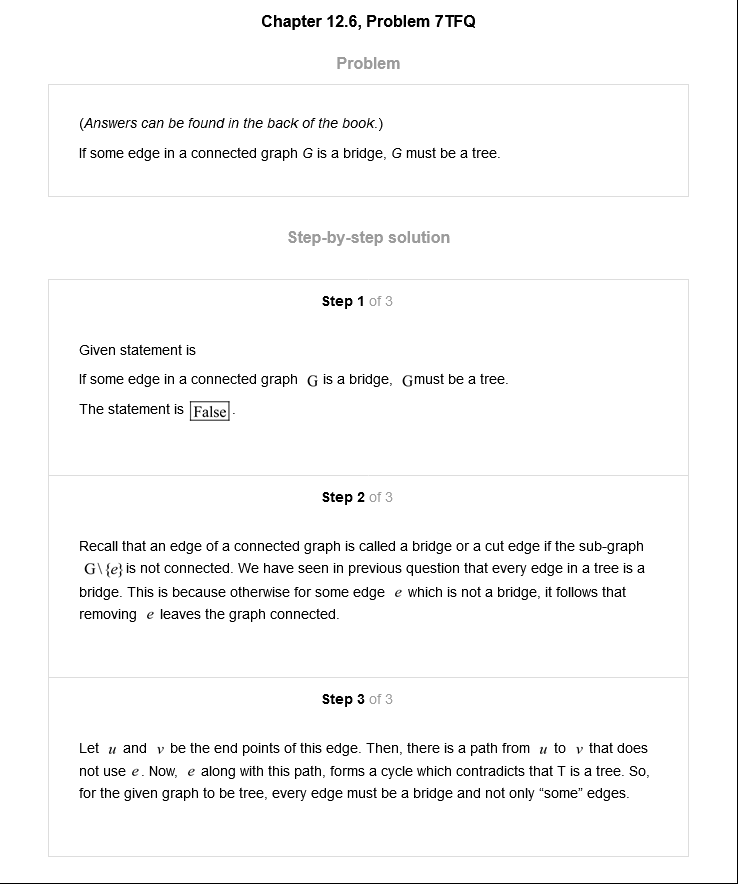 Chapter 12.6, Problem 7TFQ
Problem
(Answers can be found in the back of the book.)
If some edge in a connected graph G is a bridge, G must be a tree.
Step-by-step solution
Step 1 of 3
Given statement is
If some edge in a connected graph G is a bridge, G must be a tree.
The statement is False.
Step 2 of 3
Recall that an edge of a connected graph is called a bridge or a cut edge if the sub-graph
G\{e} is not connected. We have seen in previous question that every edge in a tree is a
bridge. This is because otherwise for some edge e which is not a bridge, it follows that
removing e leaves the graph connected.
Step 3 of 3
Let u and v be the end points of this edge. Then, there is a path from u to v that does
not use e. Now, e along with this path, forms a cycle which contradicts that T is a tree. So,
for the given graph to be tree, every edge must be a bridge and not only “some” edges.